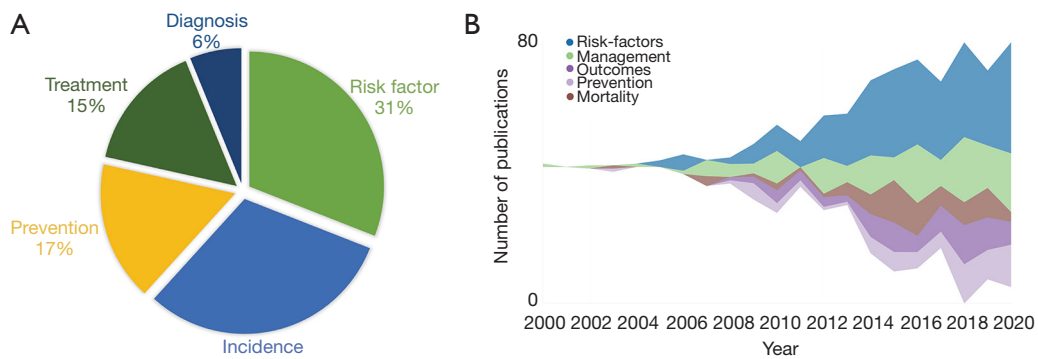 A
Diagnosis
6%
Treatment
15%
Risk factor
31%
Prevention
17%
Incidence
B
80
Risk-factors
Management
Outcomes
Prevention
Mortality
Number of publications
0
2000 2002 2004 2006 2008 2010 2012 2014 2016 2018 2020
Year